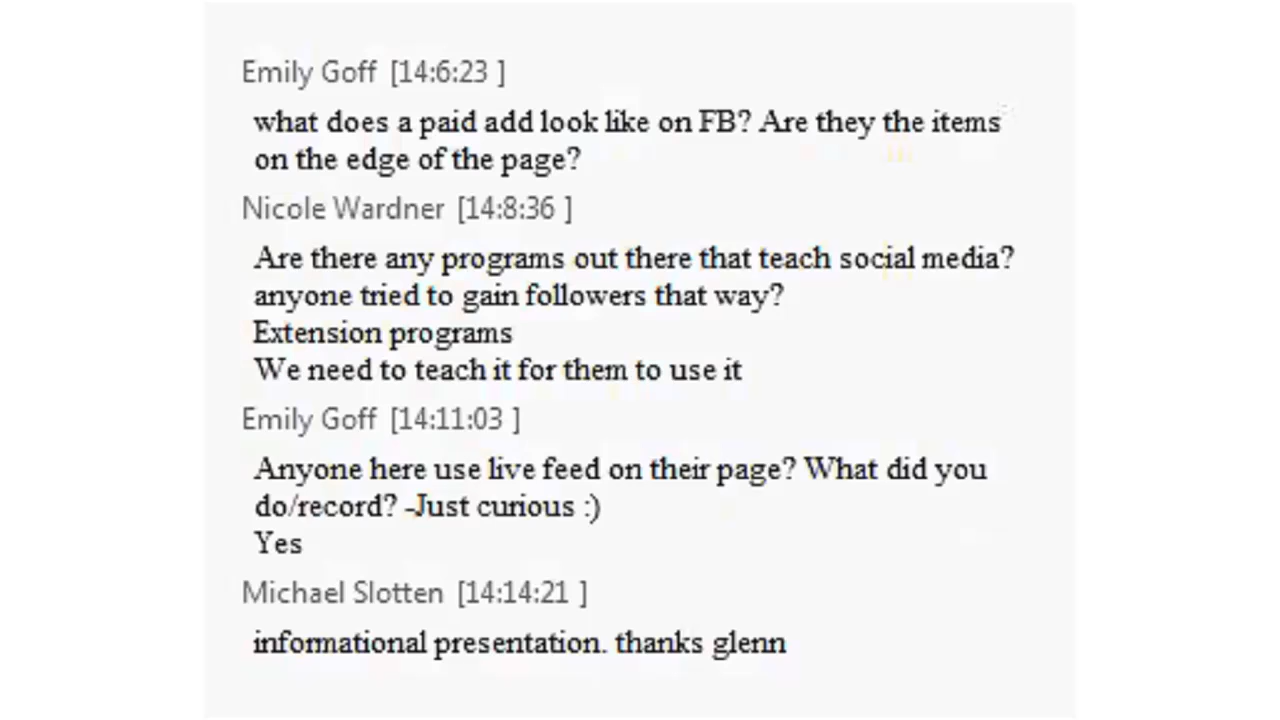 Emily Goff [14:6:23 ]
what does a paid add look like on FB? Are they the items
on the edge of the page?
Nicole Wardner [14:8:36 ]
Are there any programs out there that teach social media?
anyone tried to gain followers that way?
Extension programs
We need to teach it for them to use it
Emily Goff [14:11:03 ]
Anyone here use live feed on their page? What did you
do/record? -Just curious :)
Yes
Michael Slotten [14:14:21 ]
informational presentation. thanks glenn